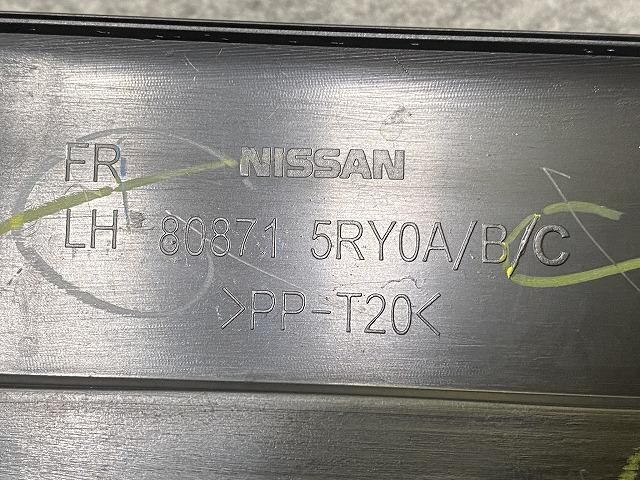 FR NISSAN
LH 80871 5RY0A/B/C
>PP-T20<